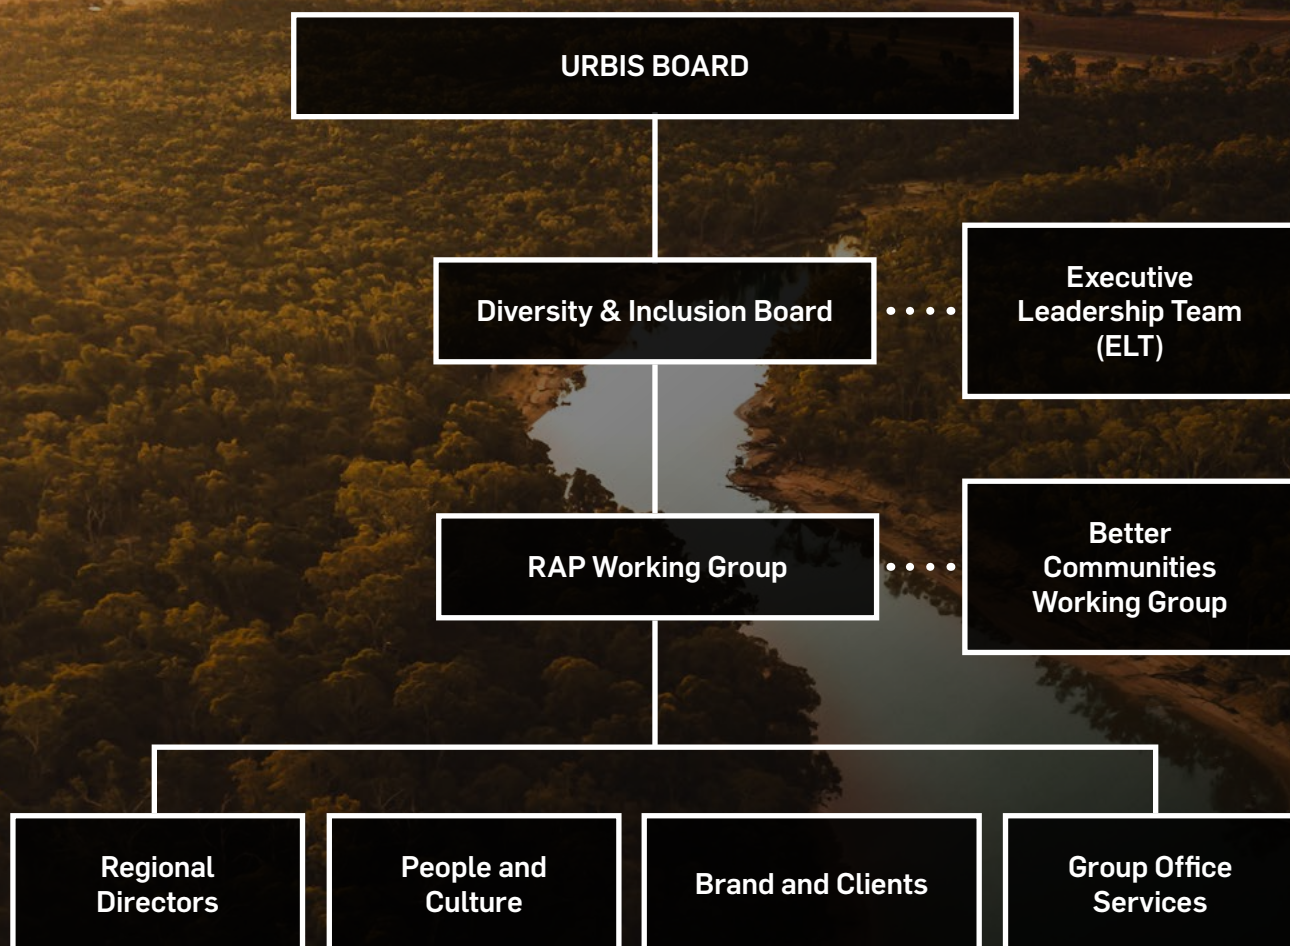 URBIS BOARD
Diversity & Inclusion Board
Executive
Leadership Team
(ELT)
RAP Working Group
Better
Communities
Working Group
Regional
Directors
People and
Culture
Brand and Clients
Group Office
Services